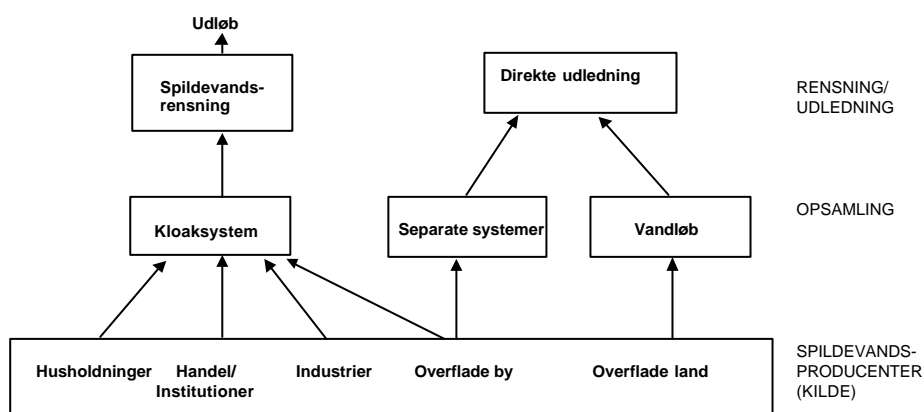 Udløb
Spildevands-
rensning
Direkte udledning
RENSNING/
UDLEDNING
Kloaksystem
Separate systemer
Vandløb
OPSAMLING
Husholdninger
Handel/
Institutioner
Industrier
Overflade by
Overflade land
SPILDEVANDS-
PRODUCENTER
(KILDE)